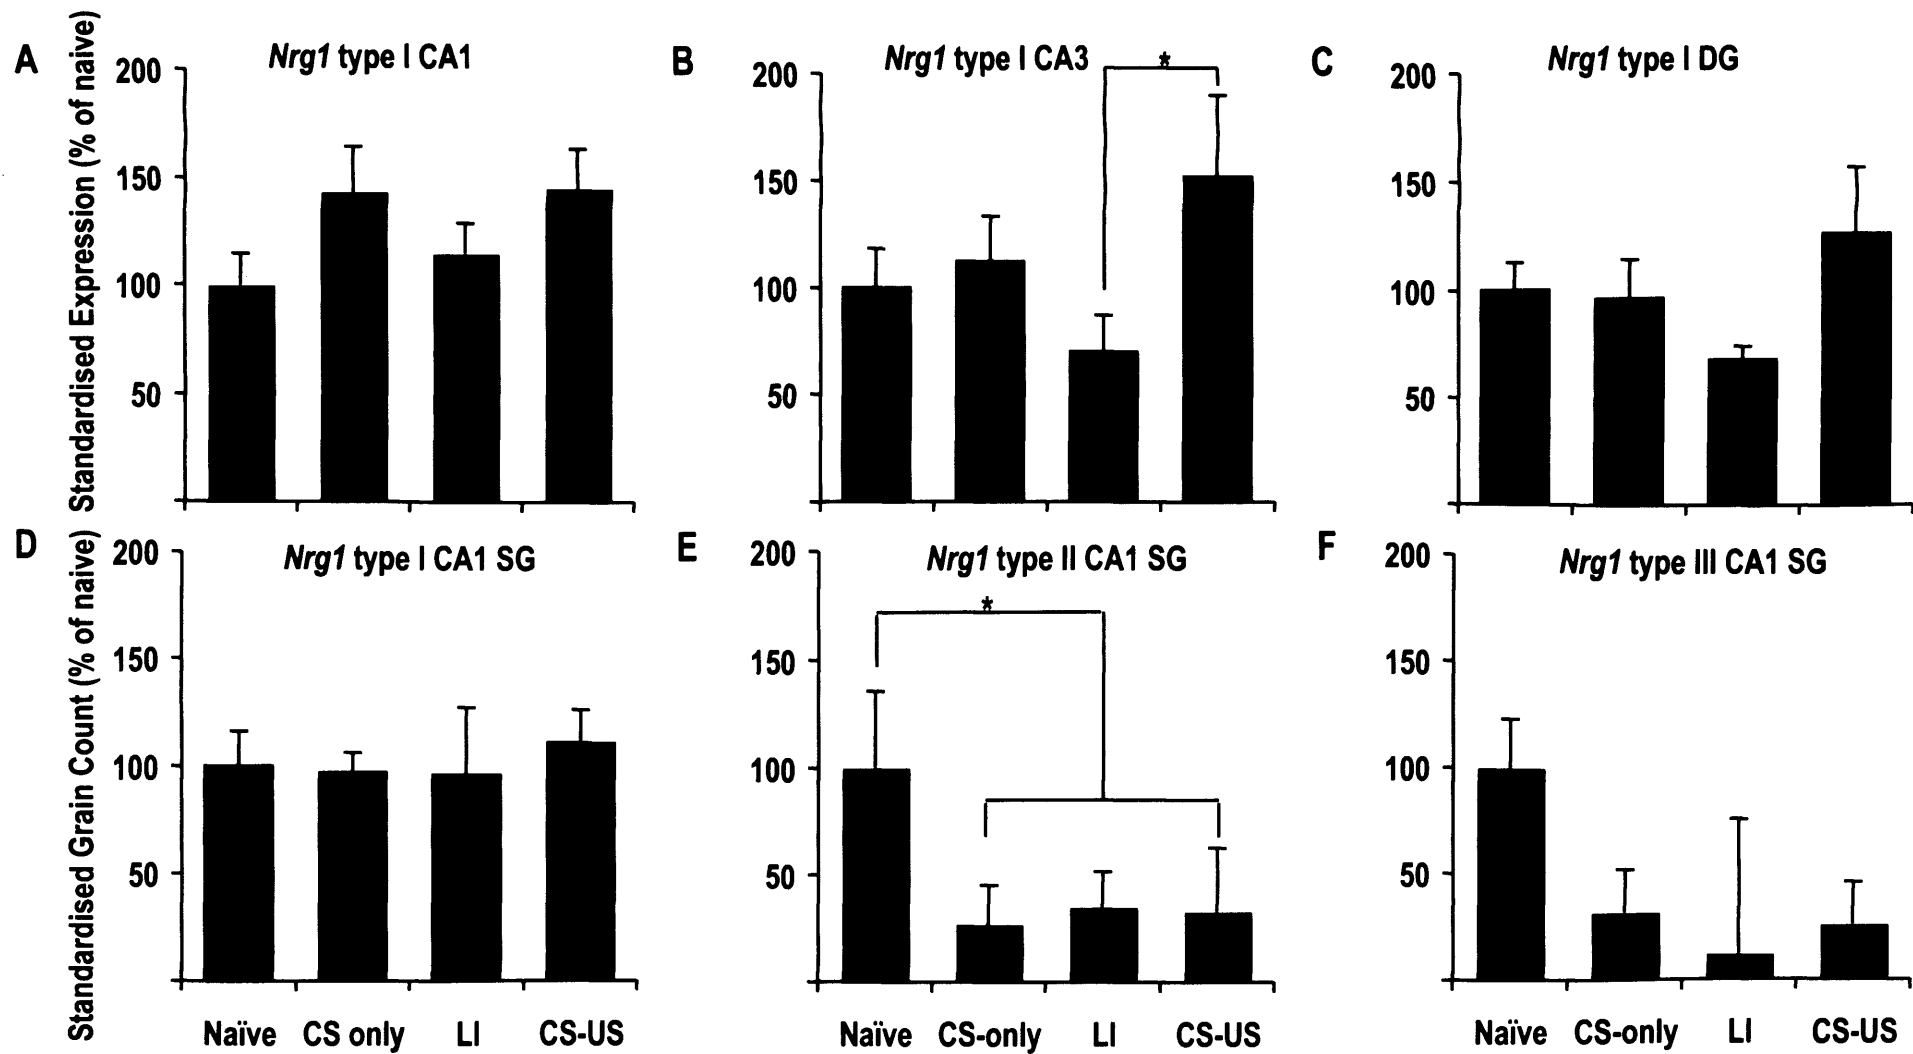 A
Nrg1 type I CA1
Standardised Expression (% of naive)
200
150
100
50
B
Nrg1 type I CA3
*
200
150
100
50
C
Nrg1 type I DG
200
150
100
50
D
Nrg1 type I CA1 SG
Standardised Grain Count (% of naive)
200
150
100
50
Naïve CS only LI CS-US
E
Nrg1 type II CA1 SG
*
200
150
100
50
Naïve CS-only LI CS-US
F
Nrg1 type III CA1 SG
200
150
100
50
Naïve CS-only LI CS-US